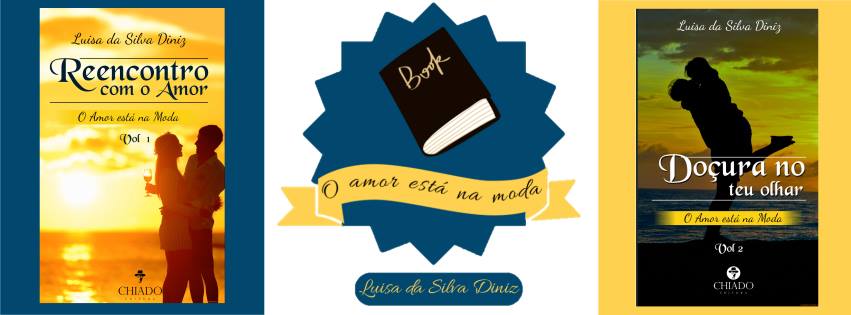 Luisa da Silva Diniz
Reencontro
com o Amor
O Amor está na Moda
Vol 1
CHIADO
EDITORA
Book
O amor está na moda
Luisa da Silva Diniz
Luisa da Silva Diniz
Doçura no
teu olhar
O Amor está na Moda
Vol 2
CHIADO
EDITORA